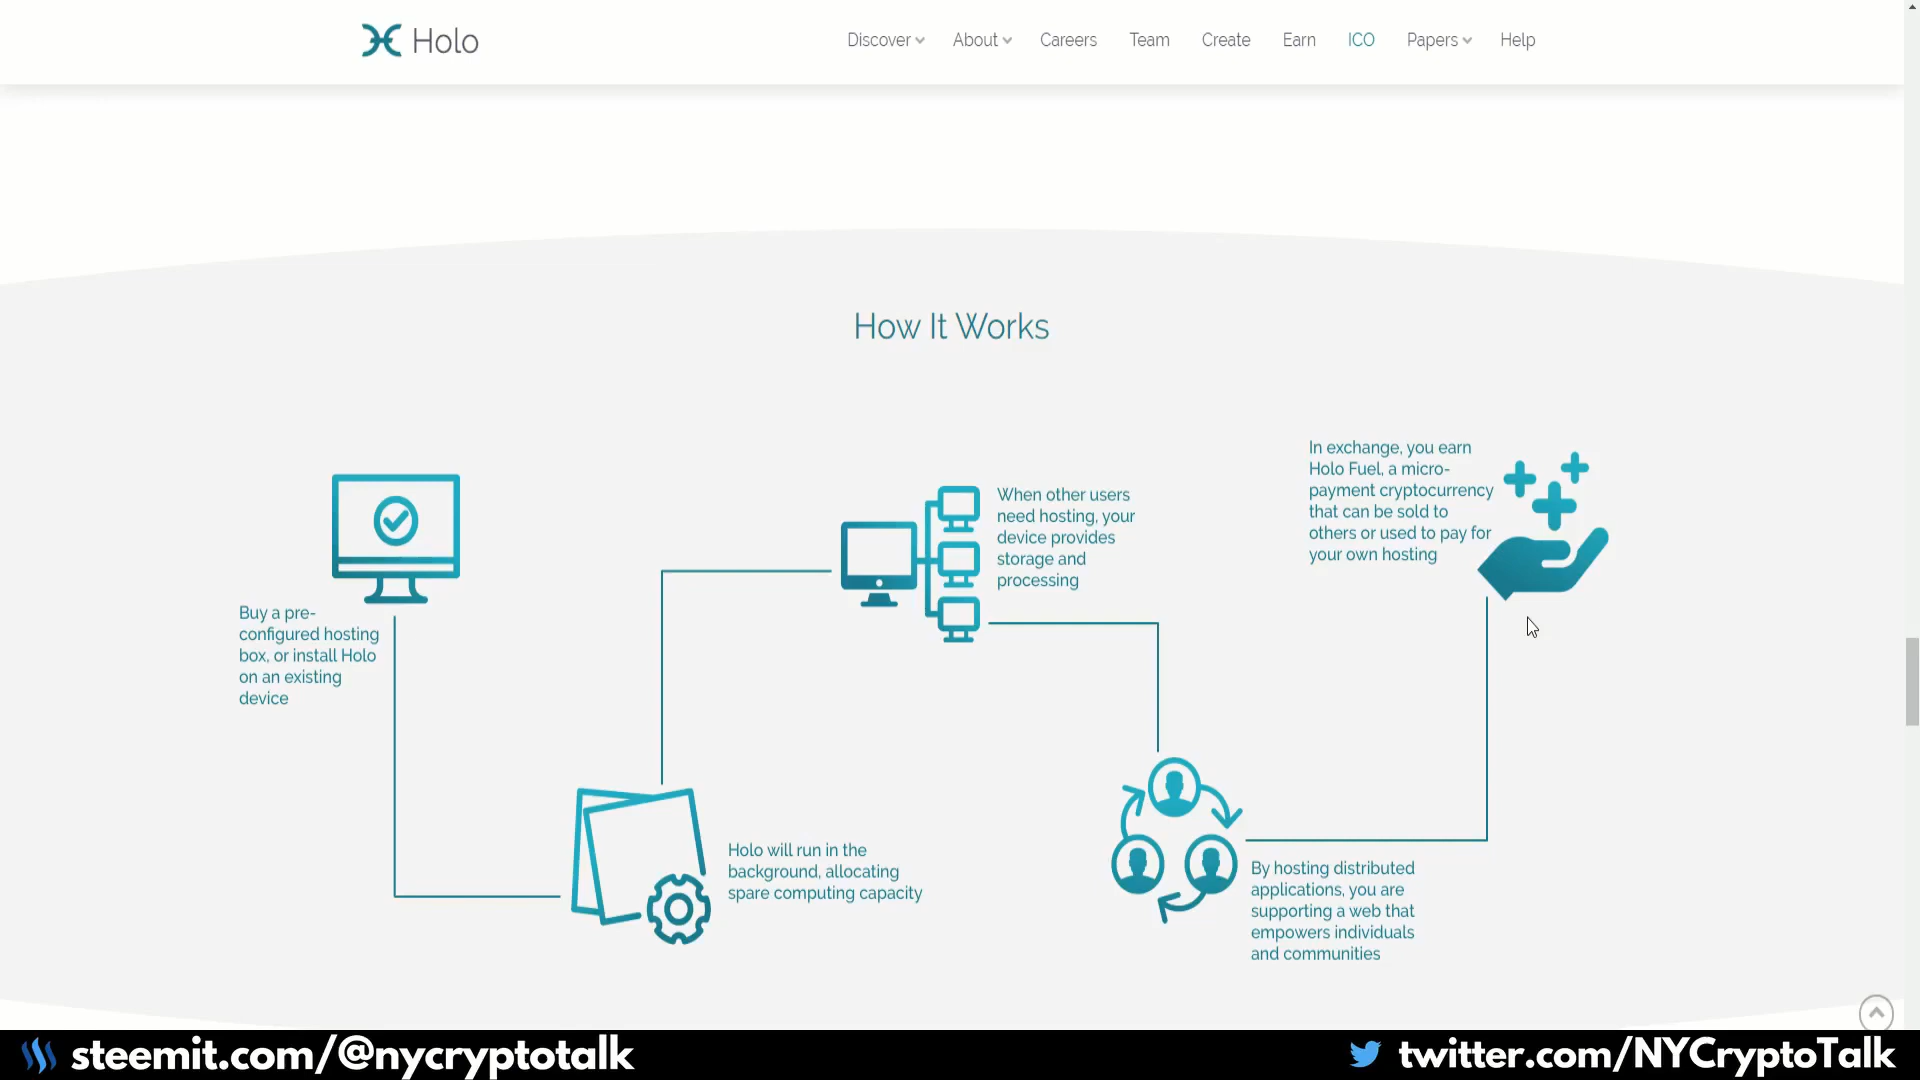 Holo
Discover
About
Careers
Team
Create
Earn
ICO
Papers
Help
How It Works
Buy a pre-
configured hosting
box, or install Holo
on an existing
device
Holo will run in the
background, allocating
spare computing capacity
When other users
need hosting, your
device provides
storage and
processing
By hosting distributed
applications, you are
supporting a web that
empowers individuals
and communities
In exchange, you earn
Holo Fuel, a micro-
payment cryptocurrency
that can be sold to
others or used to pay for
your own hosting
steemit.com/@nycryptotalk
twitter.com/NYCryptoTalk